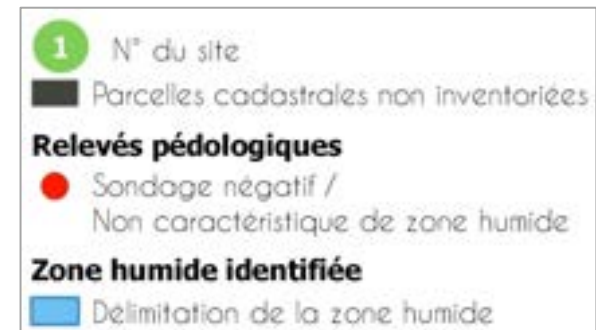 1 N° du site
Parcelles cadastrales non inventoriées
Relevés pédologiques
Sondage négatif /
Non caractéristique de zone humide
Zone humide identifiée
Délimitation de la zone humide